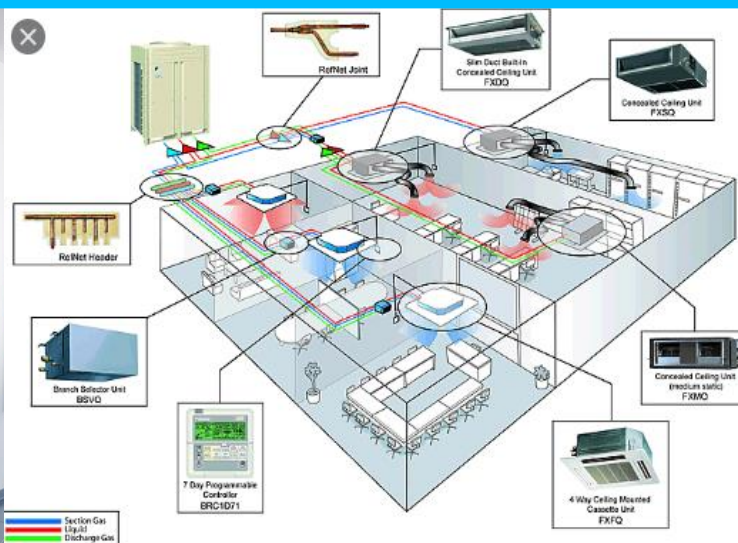 RefNet Joint
Slim Duct Built-In
Concealed Ceiling Unit
FXDQ
Concealed Ceiling Unit
FXSQ
RefNet Header
Branch Selector Unit
BSVQ
7 Day Programmable
Controller
BRC1D71
4 Way Ceiling Mounted
Cassette Unit
FXFQ
Concealed Ceiling Unit
(medium static)
FXMQ
Suction Gas
Liquid
Discharge Gas